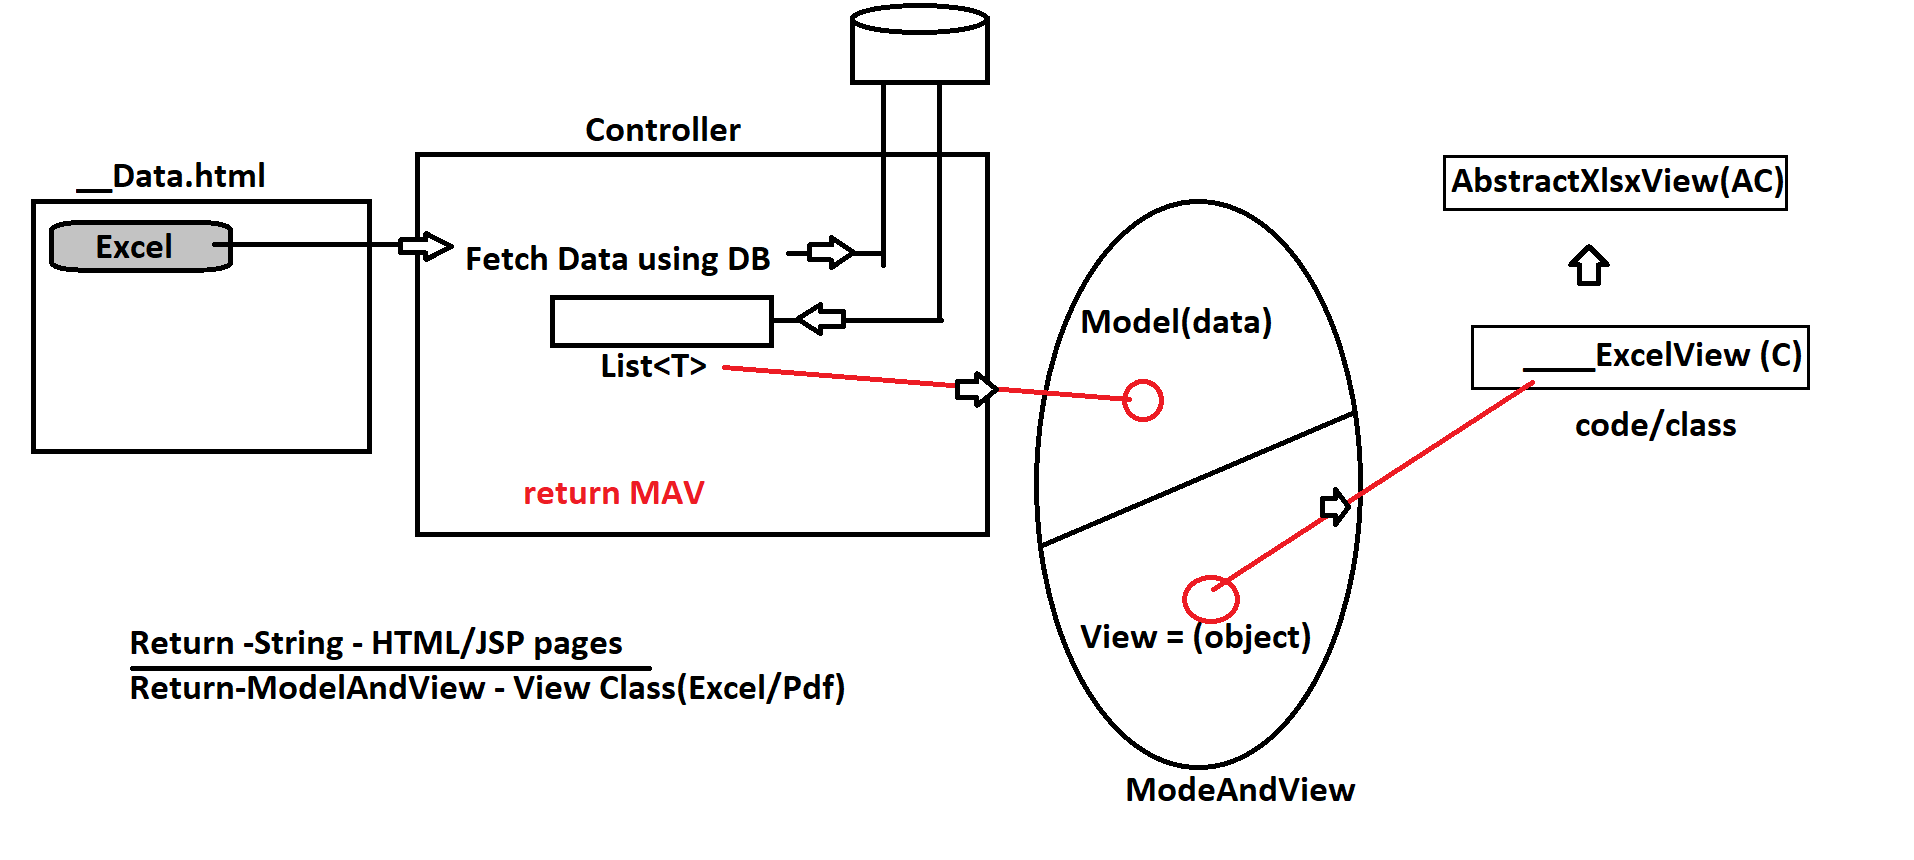 Controller
__Data.html
Excel
Fetch Data using DB
List<T>
return MAV
Model(data)
View = (object)
ModeAndView
AbstractXlsxView(AC)
____ExcelView (C)
code/class
Return -String - HTML/JSP pages
Return-ModelAndView - View Class(Excel/Pdf)